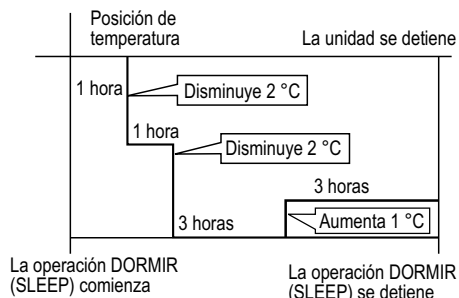 Posición de
temperatura
La unidad se detiene
1 hora
Disminuye 2 °C
1 hora
Disminuye 2 °C
3 horas
3 horas
Aumenta 1 °C
La operación DORMIR
(SLEEP) comienza
La operación DORMIR
(SLEEP) se detiene